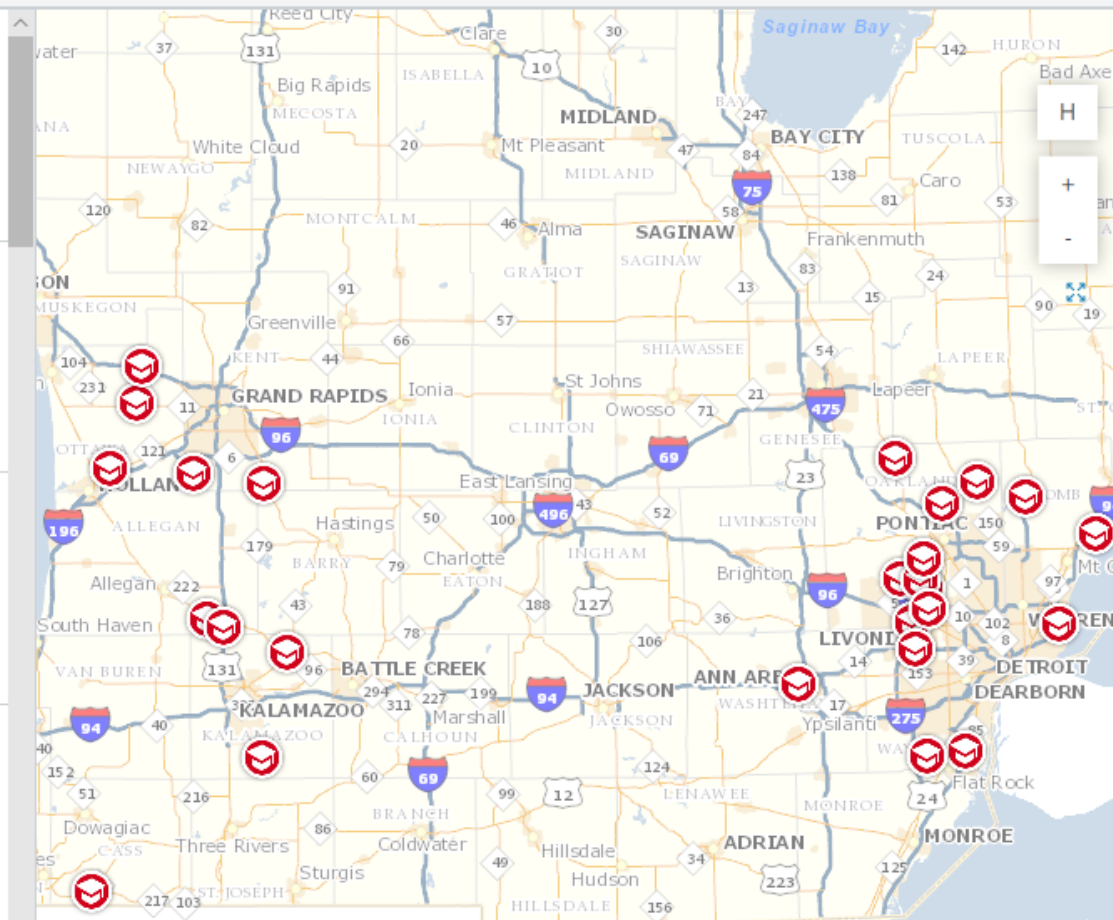 Reed City
Saginaw Bay
Clare
30
37
131
142
HURON
10
ISABELLA
Bad Axe
Big Rapids
MECOSTA
BAY
247
H
MIDLAND
BAY CITY
TUSCOLA
White Cloud
20
Mt Pleasant
47
84
NEWAYGO
MIDLAND
138
Caro
+
75
81
53
120
58
82
MONTCALM
46
Alma
SAGINAW
Frankenmuth
-
SAGINAW
GRATIOT
83
24
91
13
15
MUSKEGON
90
19
Greenville
57
66
SHIAWASSEE
54
104
KENT
44
LAPEER
231
St Johns
Lapeer
GRAND RAPIDS
Ionia
21
11
Owosso
71
475
IONIA
CLINTON
96
GENESEE
121
6
69
23
East Lansing
OAKLAND
43
496
50
100
52
196
ALLEGAN
Hastings
LIVINGSTON
PONTIAC
150
179
59
Charlotte
INGHAM
BARRY
79
Brighton
EATON
96
1
97
Allegan
222
43
188
127
36
10
102
South Haven
78
106
LIVONI
8
14
39
VAN BUREN
131
96
BATTLE CREEK
DETROIT
153
294
227
199
94
JACKSON
ANN ARB
DEARBORN
311
17
KALAMAZOO
Marshall
JACKSON
Ypsilanti
275
94
40
KALAMAZOO
CALHOUN
40
152
60
69
124
Flat Rock
51
216
99
12
LENAWEE
MONROE
24
Dowagiac
86
BRANCH
MONROE
CASS
Three Rivers
Coldwater
Hillsdale
34
ADRIAN
49
125
Sturgis
Hudson
223
217
103
ST. JOSEPH
HILLSDALE
156